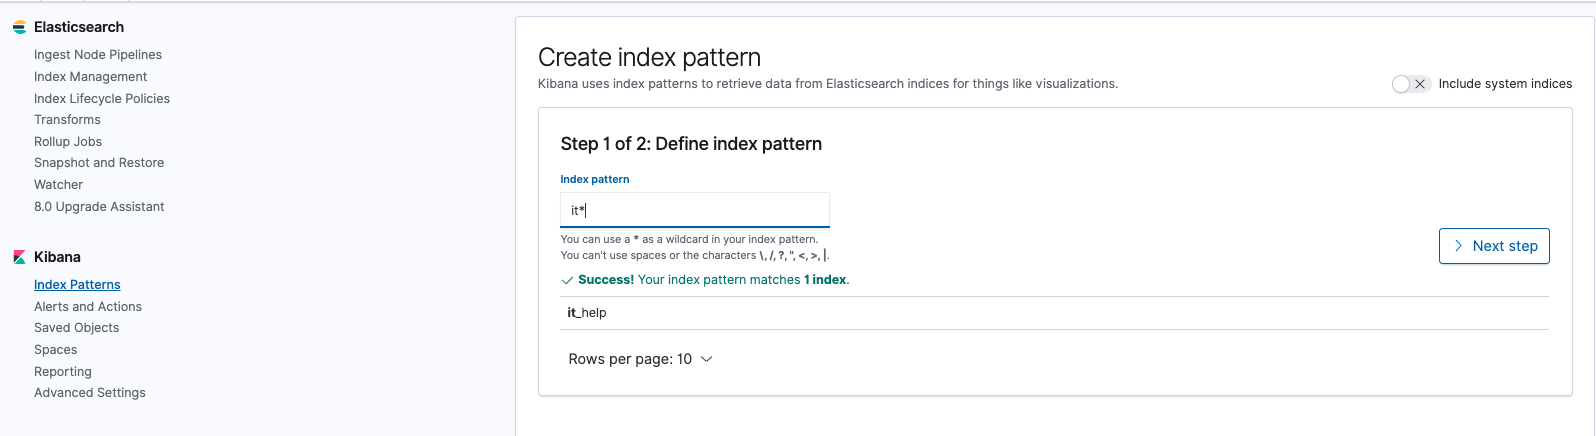 Elasticsearch
Ingest Node Pipelines
Index Management
Index Lifecycle Policies
Transforms
Rollup Jobs
Snapshot and Restore
Watcher
8.0 Upgrade Assistant
Kibana
Index Patterns
Alerts and Actions
Saved Objects
Spaces
Reporting
Advanced Settings
Create index pattern
Kibana uses index patterns to retrieve data from Elasticsearch indices for things like visualizations.
Include system indices
Step 1 of 2: Define index pattern
Index pattern
it*
You can use a * as a wildcard in your index pattern.
You can't use spaces or the characters \, /, ?, ", <, >, |.
Next step
Success! Your index pattern matches 1 index.
it_help
Rows per page: 10